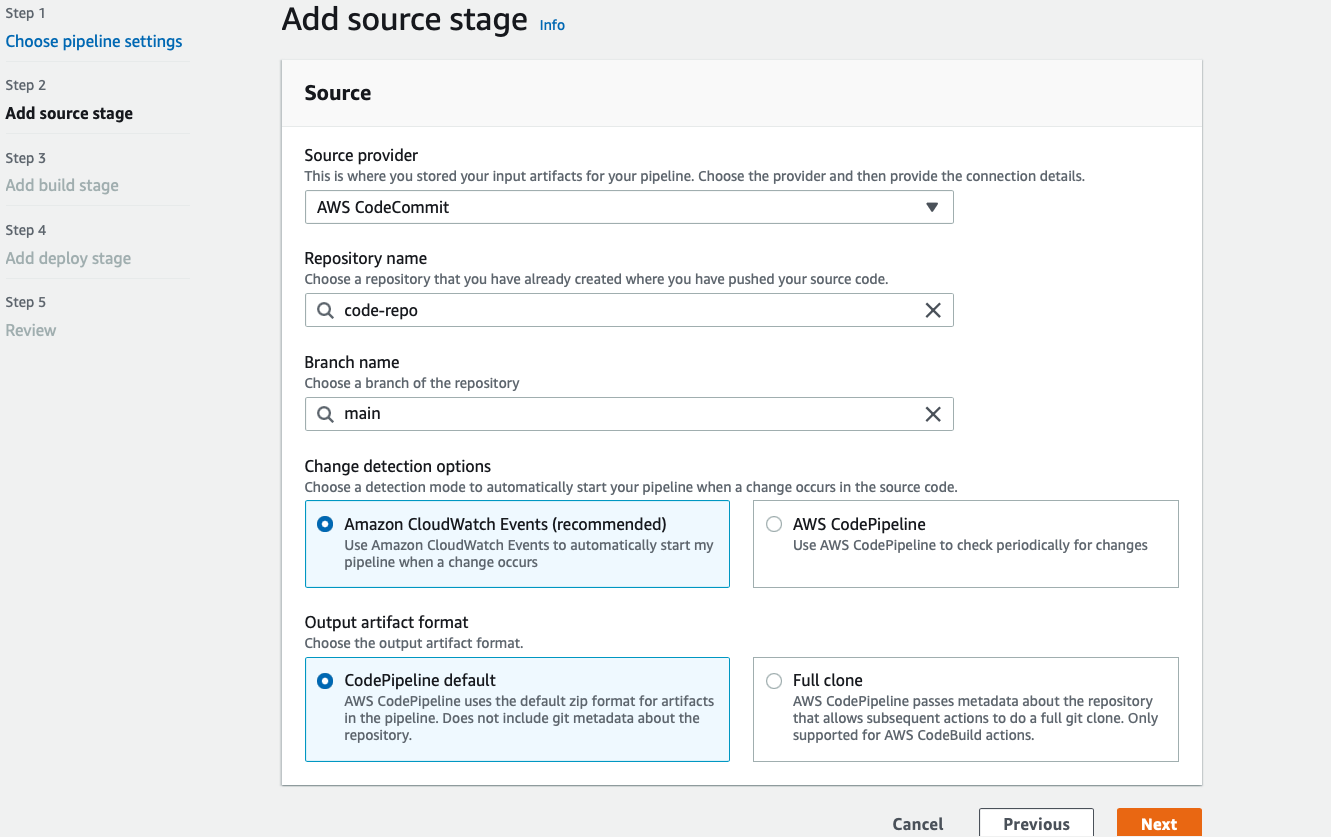 Step 1
Choose pipeline settings
Step 2
Add source stage
Step 3
Add build stage
Step 4
Add deploy stage
Step 5
Review
Add source stage Info
Source
Source provider
This is where you stored your input artifacts for your pipeline. Choose the provider and then provide the connection details.
AWS CodeCommit
Repository name
Choose a repository that you have already created where you have pushed your source code.
code-repo
Branch name
Choose a branch of the repository
main
Change detection options
Choose a detection mode to automatically start your pipeline when a change occurs in the source code.
Amazon CloudWatch Events (recommended)
Use Amazon CloudWatch Events to automatically start my
pipeline when a change occurs
AWS CodePipeline
Use AWS CodePipeline to check periodically for changes
Output artifact format
Choose the output artifact format.
CodePipeline default
AWS CodePipeline uses the default zip format for artifacts
in the pipeline. Does not include git metadata about the
repository.
Full clone
AWS CodePipeline passes metadata about the repository
that allows subsequent actions to do a full git clone. Only
supported for AWS CodeBuild actions.
Cancel
Previous
Next